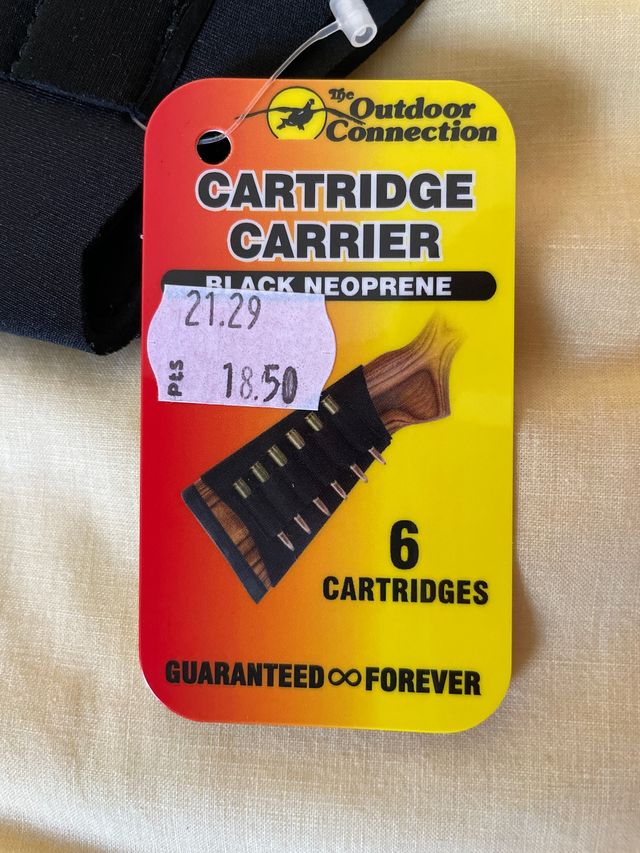 The Outdoor
Connection
CARTRIDGE
CARRIER
BLACK NEOPRENE
21.29
Pts 18.50
6
CARTRIDGES
GUARANTEED ∞ FOREVER